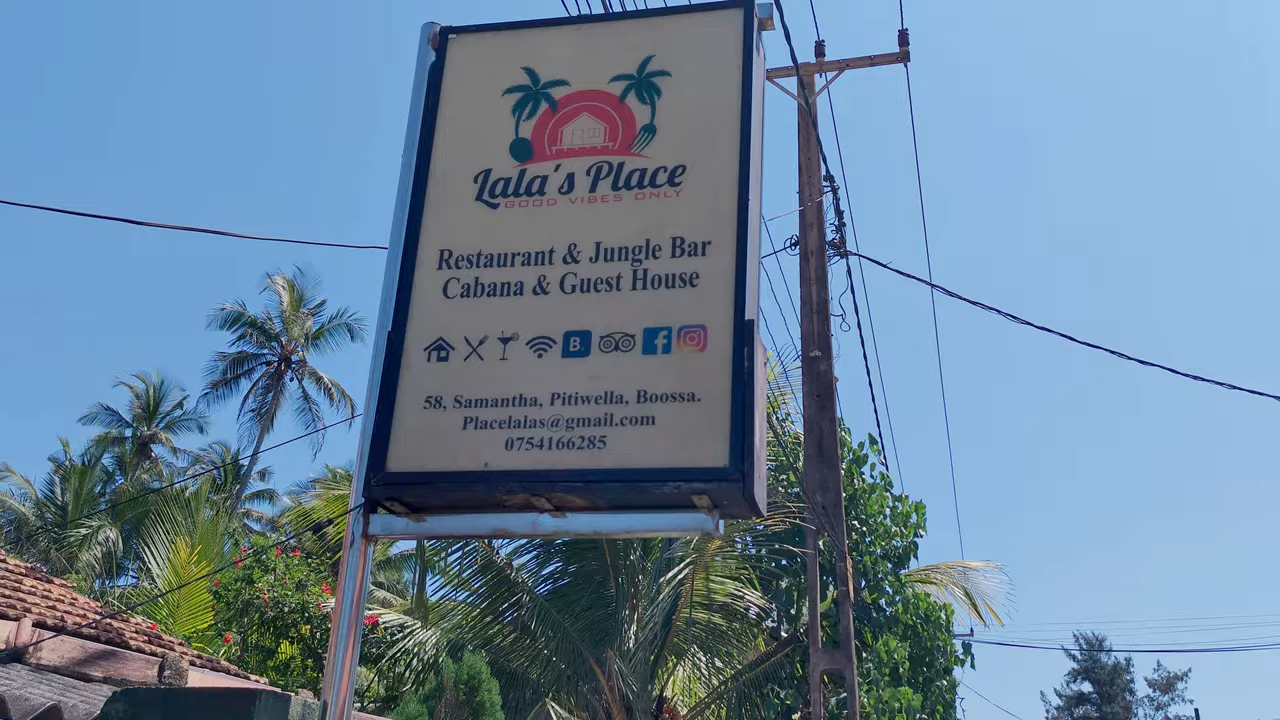 Lala's Place
GOOD VIBES ONLY
Restaurant & Jungle Bar
Cabana & Guest House
B.
58, Samantha, Pitiwella, Boossa.
Placelalas@gmail.com
0754166285